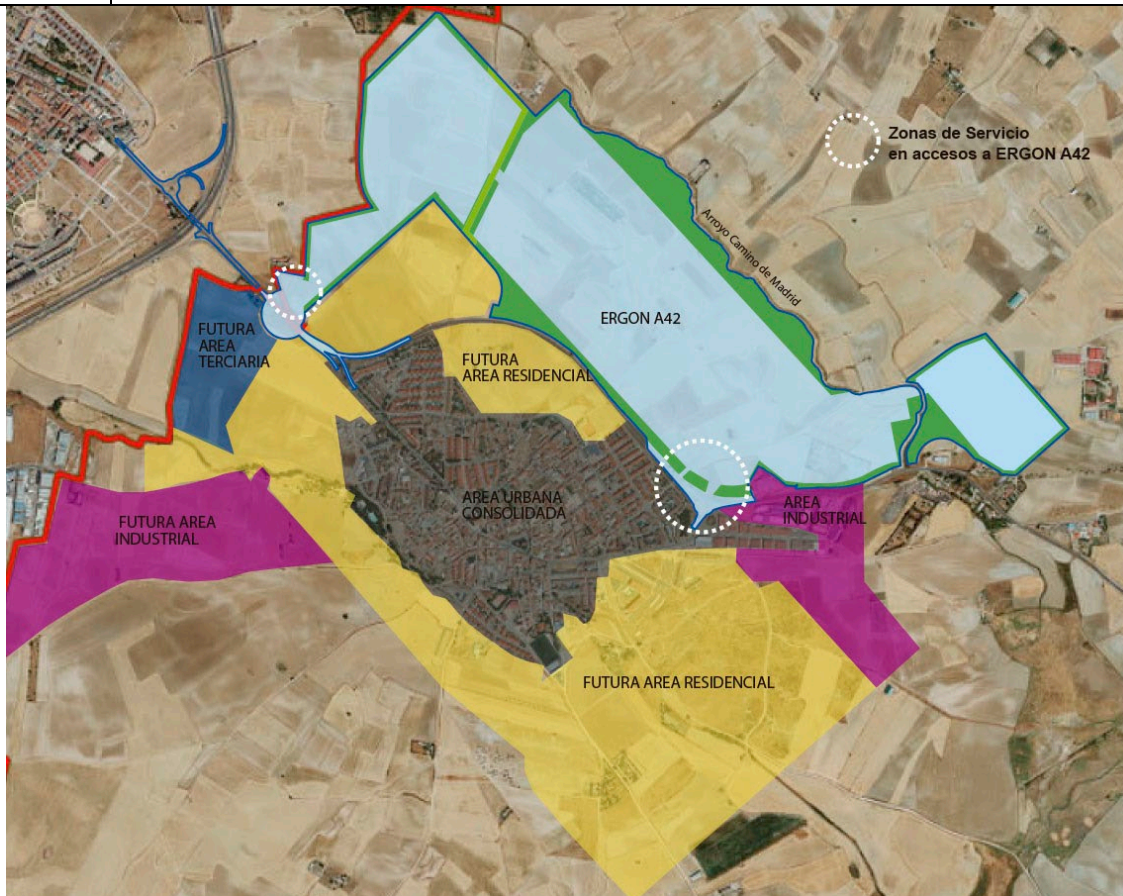 Zonas de Servicio
en accesos a ERGON A42
Arroyo Camino de Madrid
ERGON A42
FUTURA
AREA
TERCIARIA
FUTURA
AREA RESIDENCIAL
AREA URBANA
CONSOLIDADA
AREA
INDUSTRIAL
FUTURA AREA
INDUSTRIAL
FUTURA AREA RESIDENCIAL